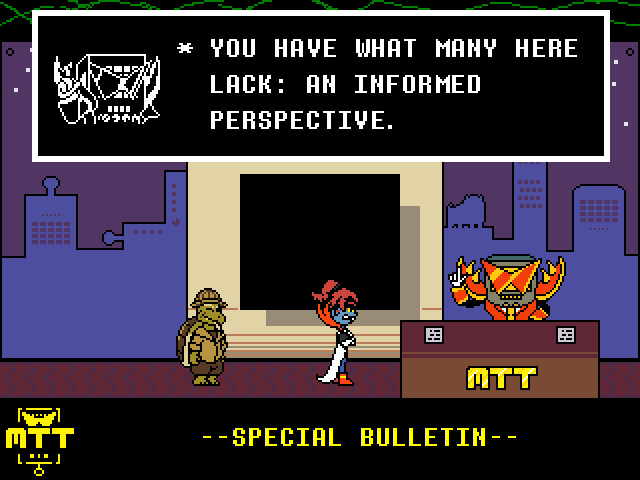 * YOU HAVE WHAT MANY HERE
LACK: AN INFORMED
PERSPECTIVE.
MTT
MTT
--SPECIAL BULLETIN--